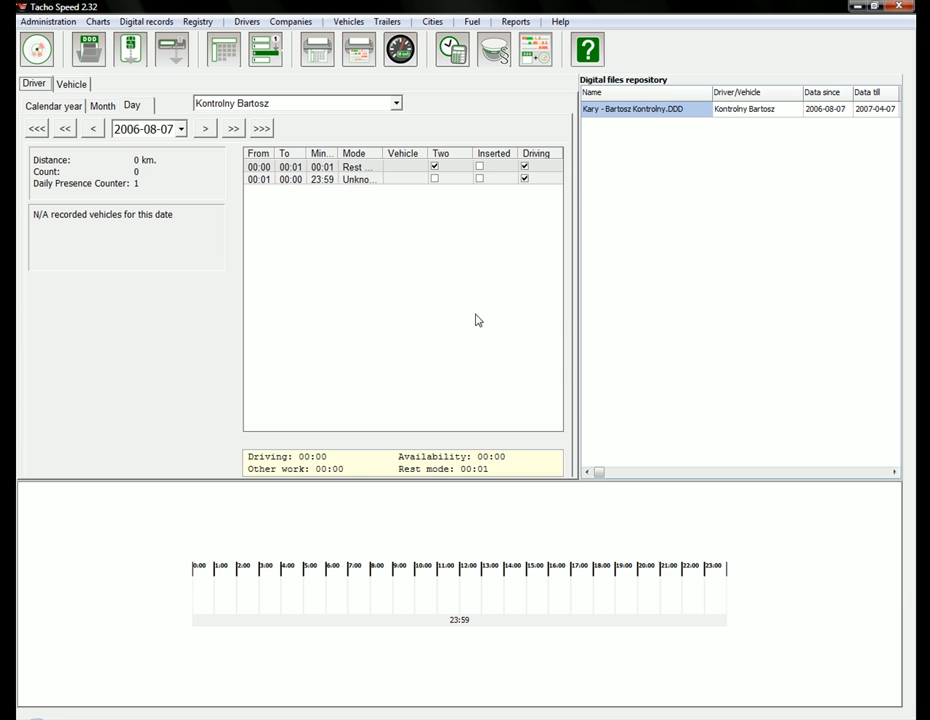 Tacho Speed 2.32
Administration Charts Digital records Registry Drivers Companies Vehicles Trailers Cities Fuel Reports Help
DDD 1 ?
Driver Vehicle
Calendar year Month Day Kontrolny Bartosz
<<< << < 2006-08-07 > >> >>>
Distance: 0 km.
Count: 0
Daily Presence Counter: 1
N/A recorded vehicles for this date
From To Min... Mode Vehicle Two Inserted Driving
00:00 00:01 00:01 Rest ...
00:01 00:00 23:59 Unkno...
Driving: 00:00 Availability: 00:00
Other work: 00:00 Rest mode: 00:01
Digital files repository
Name Driver/Vehicle Data since Data till
Kary - Bartosz Kontrolny.DDD Kontrolny Bartosz 2006-08-07 2007-04-07
0:00 1:00 2:00 3:00 4:00 5:00 6:00 7:00 8:00 9:00 10:00 11:00 12:00 13:00 14:00 15:00 16:00 17:00 18:00 19:00 20:00 21:00 22:00 23:00
23:59